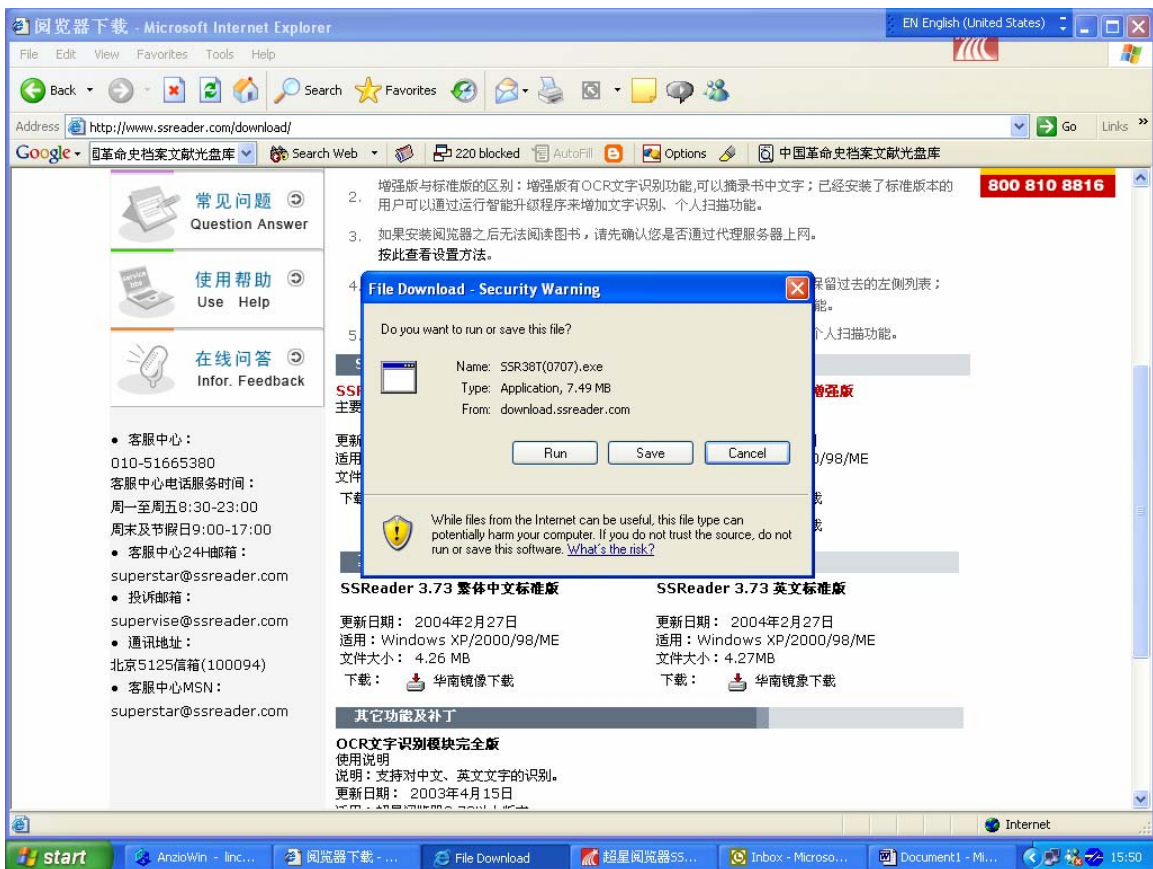 阅览器下载 - Microsoft Internet Explorer
EN English (United States)
File Edit View Favorites Tools Help
Back Search Favorites
Address http://www.ssreader.com/download/ Go Links »
Google 革命史档案文献光盘库 Search Web 220 blocked AutoFill Options 中国革命史档案文献光盘库
常见问题
Question Answer
使用帮助
Use Help
在线问答
Infor. Feedback
● 客服中心：
010-51665380
客服中心电话服务时间：
周一至周五8:30-23:00
周末及节假日9:00-17:00
● 客服中心24H邮箱：
superstar@ssreader.com
● 投诉邮箱：
supervise@ssreader.com
● 通讯地址：
北京5125信箱(100094)
● 客服中心MSN：
superstar@ssreader.com
800 810 8816
2. 增强版与标准版的区别：增强版有OCR文字识别功能,可以摘录书中文字；已经安装了标准版本的
用户可以通过运行智能升级程序来增加文字识别、个人扫描功能。
3. 如果安装阅览器之后无法阅读图书，请先确认您是否通过代理服务器上网。
按此查看设置方法。
4. 保留过去的左侧列表；
能。
5. 个人扫描功能。
增强版
主要
更新
适用 /98/ME
文件
下载
File Download - Security Warning
Do you want to run or save this file?
Name: SSR38T(0707).exe
Type: Application, 7.49 MB
From: download.ssreader.com
Run Save Cancel
While files from the Internet can be useful, this file type can
potentially harm your computer. If you do not trust the source, do not
run or save this software. What's the risk?
SSReader 3.73 繁体中文标准版
更新日期： 2004年2月27日
适用：Windows XP/2000/98/ME
文件大小： 4.26 MB
下载： 华南镜像下载
SSReader 3.73 英文标准版
更新日期： 2004年2月27日
适用：Windows XP/2000/98/ME
文件大小：4.27MB
下载： 华南镜象下载
其它功能及补丁
OCR文字识别模块完全版
使用说明
说明：支持对中文、英文文字的识别。
更新日期： 2003年4月15日
Internet
start AnzioWin - linc... 阅览器下载 - ... File Download 超星阅览器SS... Inbox - Microso... Document1 - Mi... 15:50